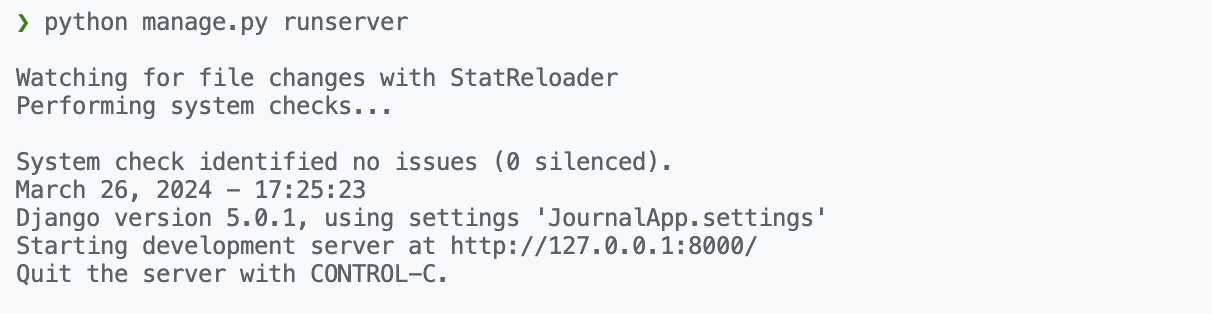 ❯ python manage.py runserver
Watching for file changes with StatReloader
Performing system checks...
System check identified no issues (0 silenced).
March 26, 2024 - 17:25:23
Django version 5.0.1, using settings 'JournalApp.settings'
Starting development server at http://127.0.0.1:8000/
Quit the server with CONTROL-C.